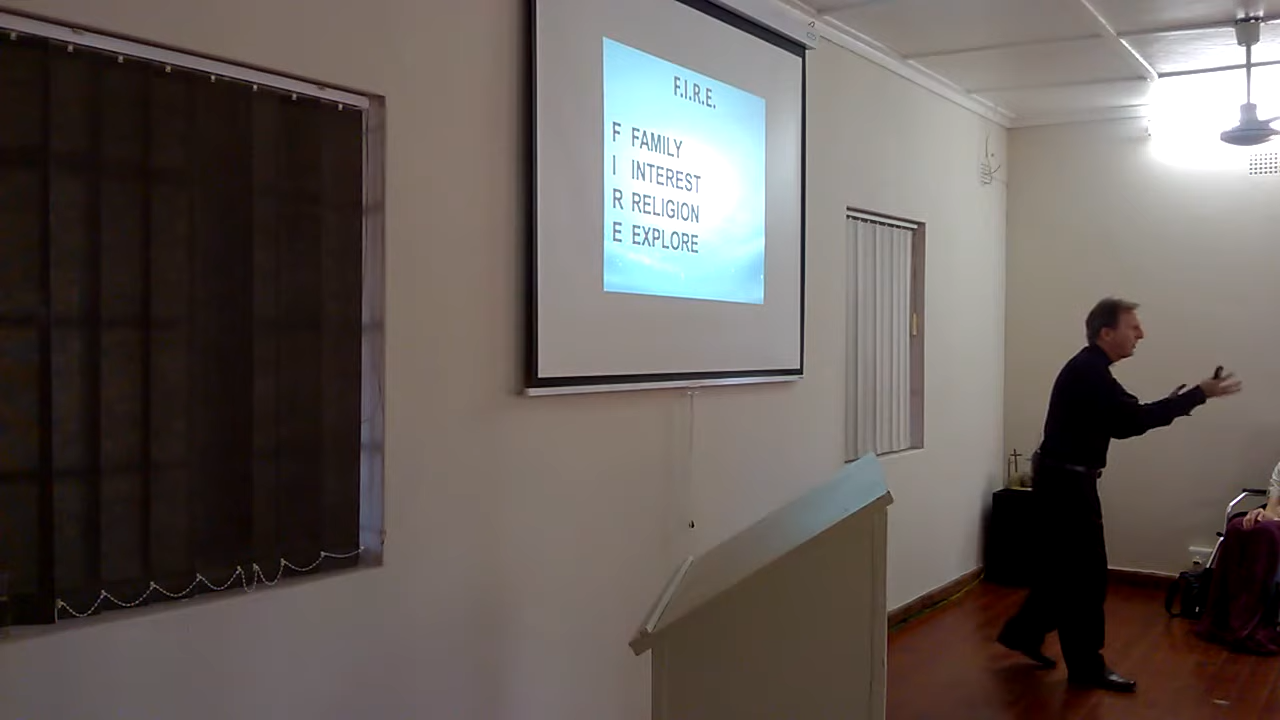 F.I.R.E.
F FAMILY
I INTEREST
R RELIGION
E EXPLORE